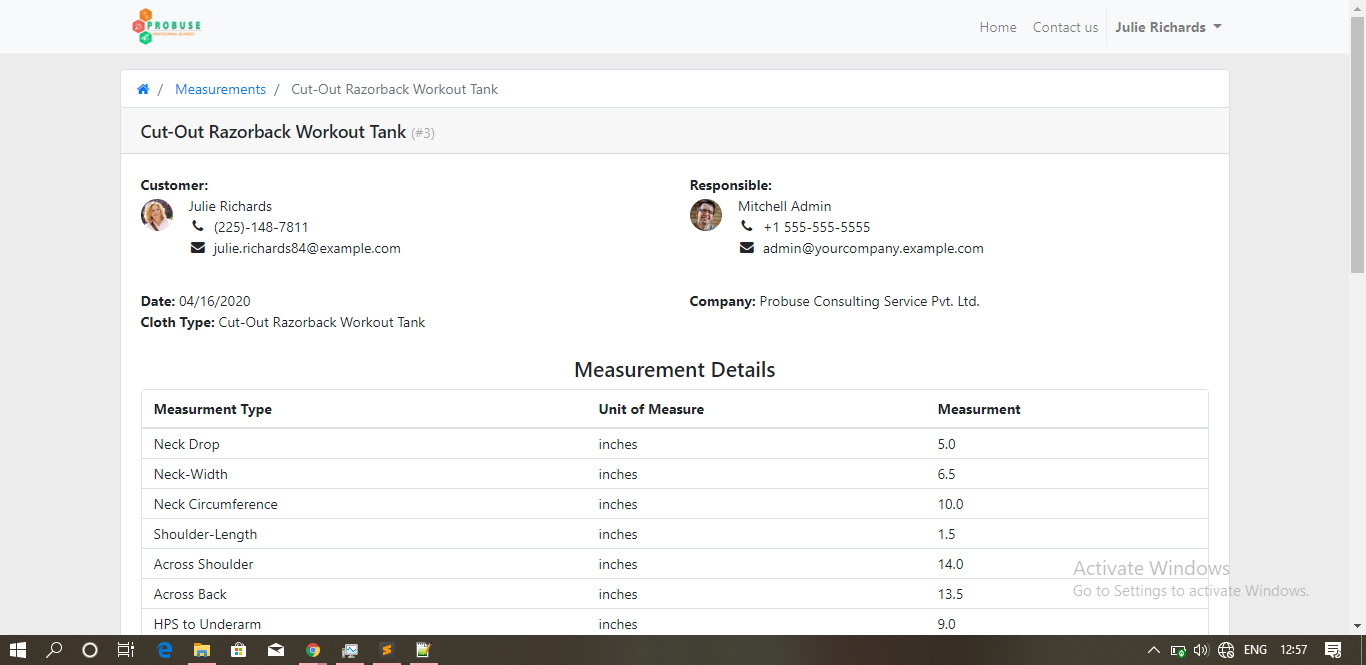 PROBUSE
Home Contact us Julie Richards
/ Measurements / Cut-Out Razorback Workout Tank
Cut-Out Razorback Workout Tank (#3)
Customer: Responsible:
Julie Richards Mitchell Admin
(225)-148-7811 +1 555-555-5555
julie.richards84@example.com admin@yourcompany.example.com
Date: 04/16/2020 Company: Probuse Consulting Service Pvt. Ltd.
Cloth Type: Cut-Out Razorback Workout Tank
Measurement Details
Measurment Type Unit of Measure Measurment
Neck Drop inches 5.0
Neck-Width inches 6.5
Neck Circumference inches 10.0
Shoulder-Length inches 1.5
Across Shoulder inches 14.0
Across Back inches 13.5
HPS to Underarm inches 9.0
Activate Windows
Go to Settings to activate Windows.
ENG 12:57